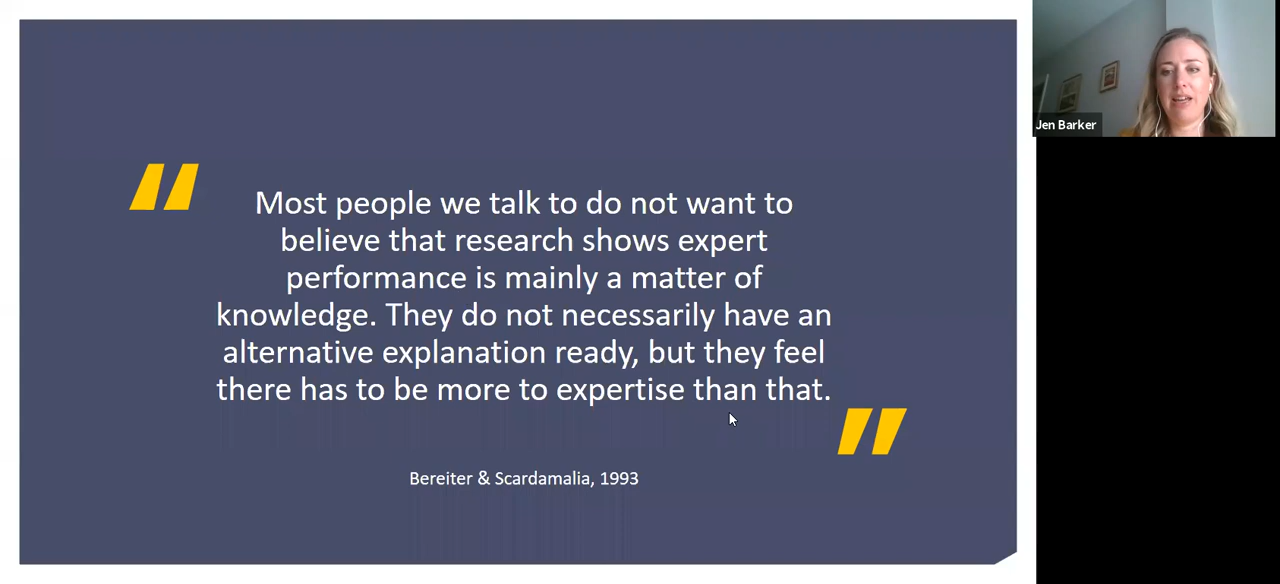 “
Most people we talk to do not want to
believe that research shows expert
performance is mainly a matter of
knowledge. They do not necessarily have an
alternative explanation ready, but they feel
there has to be more to expertise than that.
”
Bereiter & Scardamalia, 1993
Jen Barker